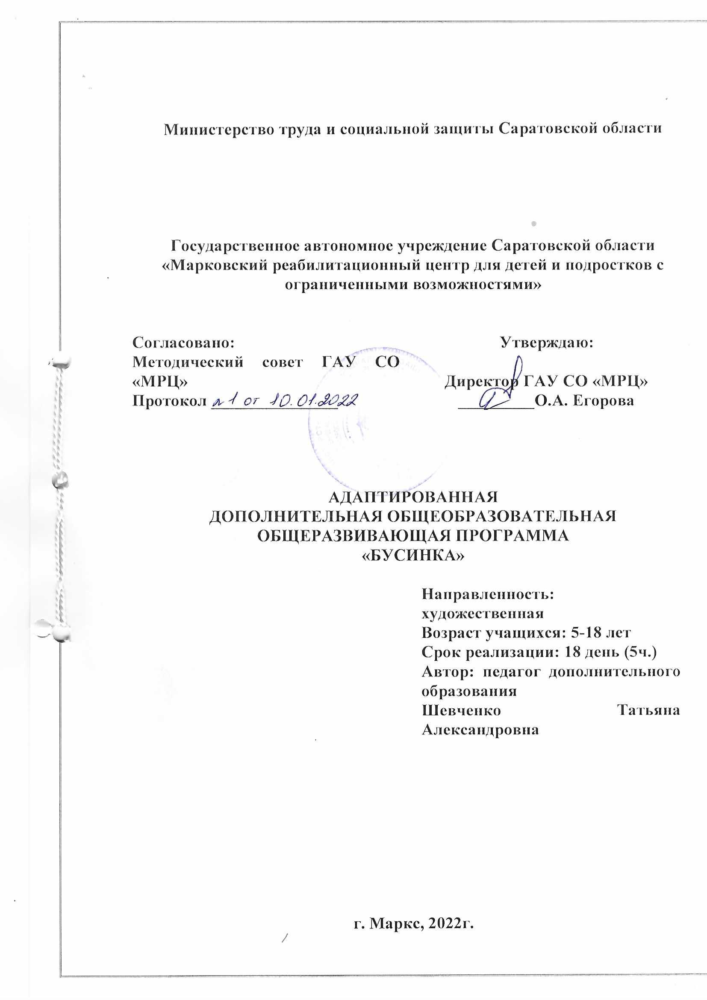 Министерство труда и социальной защиты Саратовской области
Государственное автономное учреждение Саратовской области
«Марковский реабилитационный центр для детей и подростков с
ограниченными возможностями»
Согласовано:
Методический совет ГАУ СО
«МРЦ»
Протокол №1 от 10.01.2022
Утверждаю:
Директор ГАУ СО «МРЦ»
__________О.А. Егорова
АДАПТИРОВАННАЯ
ДОПОЛНИТЕЛЬНАЯ ОБЩЕОБРАЗОВАТЕЛЬНАЯ
ОБЩЕРАЗВИВАЮЩАЯ ПРОГРАММА
«БУСИНКА»
Направленность:
художественная
Возраст учащихся: 5-18 лет
Срок реализации: 18 день (5ч.)
Автор: педагог дополнительного
образования
Шевченко Татьяна
Александровна
г. Маркс, 2022г.